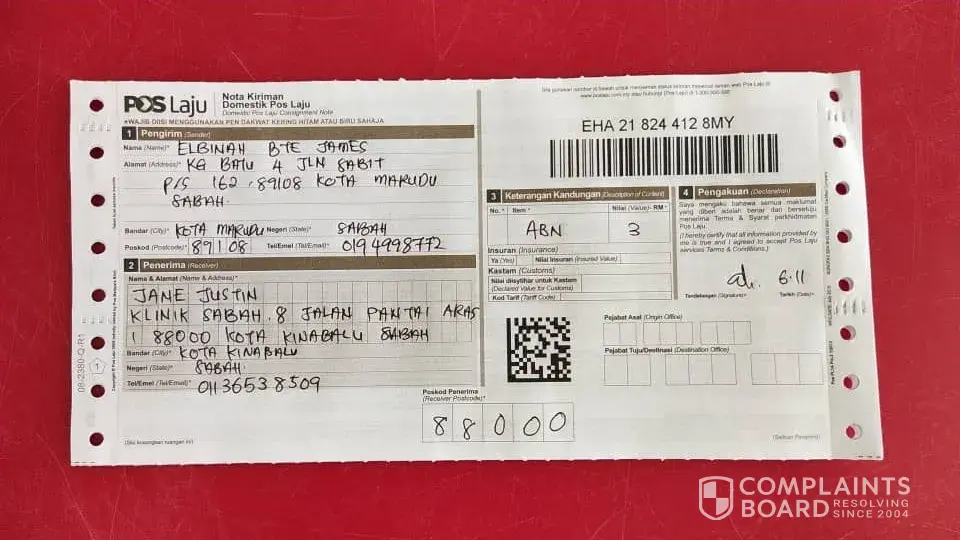 POS Laju
Nota Kiriman
Domestik Pos Laju
Domestic Pos Laju Consignment Note
*WAJIB DIISI MENGGUNAKAN PEN DAKWAT KERING HITAM ATAU BIRU SAHAJA
1 Pengirim (Sender)
Nama (Name)* ELBINAH BTE JAMES
Alamat (Address)* KG BATU 4 JLN SABIT
P/S 162, 89108 KOTA MARUDU
SABAH.
Bandar (City)* KOTA MARUDU Negeri (State)* SABAH
Poskod (Postcode)* 89108 Tel/Emel (Tel/Email)* 0194998772
2 Penerima (Receiver)
Nama & Alamat (Name & Address)*
JANE JUSTIN
KLINIK SABAH, 8 JALAN PANTAI ARAS
1 88000 KOTA KINABALU SABAH
Bandar (City)* KOTA KINABALU
Negeri (State)* SABAH
Tel/Emel (Tel/Email)* 01136538509
(Sila kosongkan ruangan ini)
Poskod Penerima
(Receiver Postcode)*
88000
EHA 21 824 412 8MY
3 Keterangan Kandungan (Description of Content)
No.* Item* Nilai (Value)- RM*
ABN 3
Insuran (Insurance)
Ya (Yes) Nilai Insuran (Insured Value)
Kastam (Customs)
Nilai diisytihar untuk Kastam
(Declared Value for Customs)
Kod Tarif (Tariff Code)
4 Pengakuan (Declaration)
Saya mengaku bahawa semua maklumat
yang diberi adalah benar dan bersetuju
menerima Terma & Syarat perkhidmatan
Pos Laju.
(I hereby certify that all information provided by
me is true and I agree to accept Pos Laju
services Terms & Conditions.)
6.11
Tandatangan (Signature)* Tarikh (Date)*
Pejabat Asal (Origin Office)
Pejabat Tuju/Destinasi (Destination Office)
08-2380-Q-R1
1
COMPLAINTS
BOARD RESOLVING
SINCE 2004